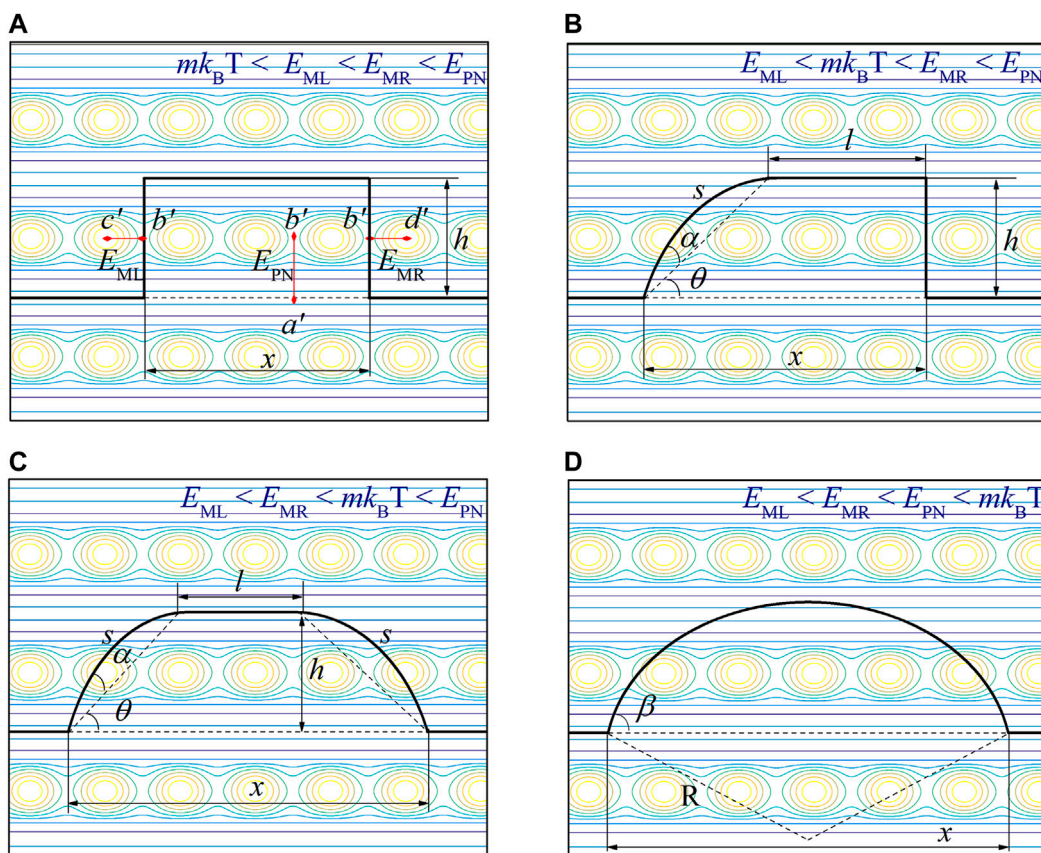 A
mk_BT < E_ML < E_MR < E_PN
c' b' b' b' d'
E_ML E_PN E_MR
h
a'
x
B
E_ML < mk_BT < E_MR < E_PN
l
s
α
θ
h
x
C
E_ML < E_MR < mk_BT < E_PN
l
s s
α
h
θ
x
D
E_ML < E_MR < E_PN < mk_BT
β
R
x